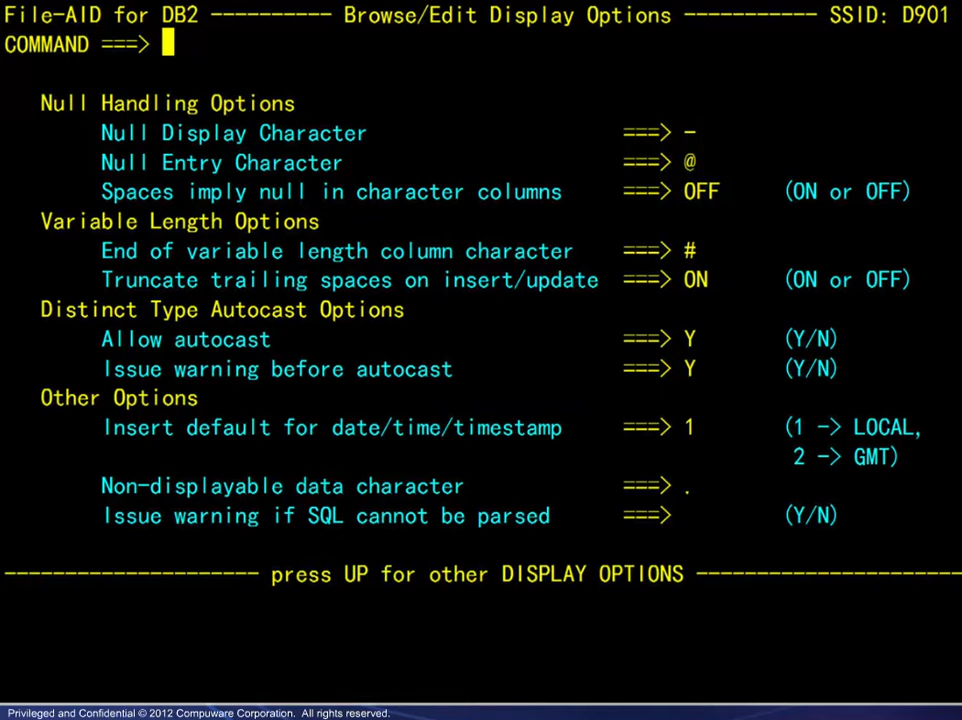 File-AID for DB2 ---------- Browse/Edit Display Options ----------- SSID: D901
COMMAND ===>
Null Handling Options
Null Display Character ===> -
Null Entry Character ===> @
Spaces imply null in character columns ===> OFF (ON or OFF)
Variable Length Options
End of variable length column character ===> #
Truncate trailing spaces on insert/update ===> ON (ON or OFF)
Distinct Type Autocast Options
Allow autocast ===> Y (Y/N)
Issue warning before autocast ===> Y (Y/N)
Other Options
Insert default for date/time/timestamp ===> 1 (1 -> LOCAL,
2 -> GMT)
Non-displayable data character ===> .
Issue warning if SQL cannot be parsed ===> (Y/N)
--------------------- press UP for other DISPLAY OPTIONS ----------------------
Privileged and Confidential © 2012 Compuware Corporation. All rights reserved.